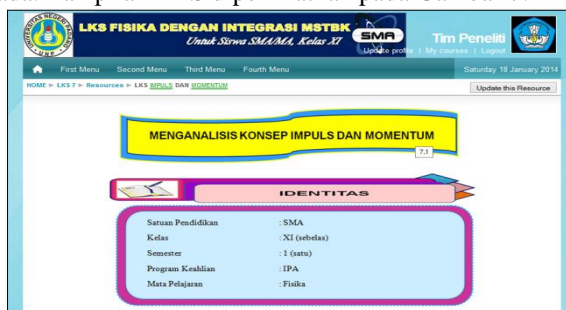 LKS FISIKA DENGAN INTEGRASI MSTBK
Untuk Siswa SMA/MA, Kelas XI
SMA
Tim Peneliti
Update profile | My courses | Logout
First Menu Second Menu Third Menu Fourth Menu Saturday 18 January 2014
HOME ► LKS 7 ► Resources ► LKS IMPULS DAN MOMENTUM
Update this Resource
MENGANALISIS KONSEP IMPULS DAN MOMENTUM
7.1
IDENTITAS
Satuan Pendidikan : SMA
Kelas : XI (sebelas)
Semester : 1 (satu)
Program Keahlian : IPA
Mata Pelajaran : Fisika